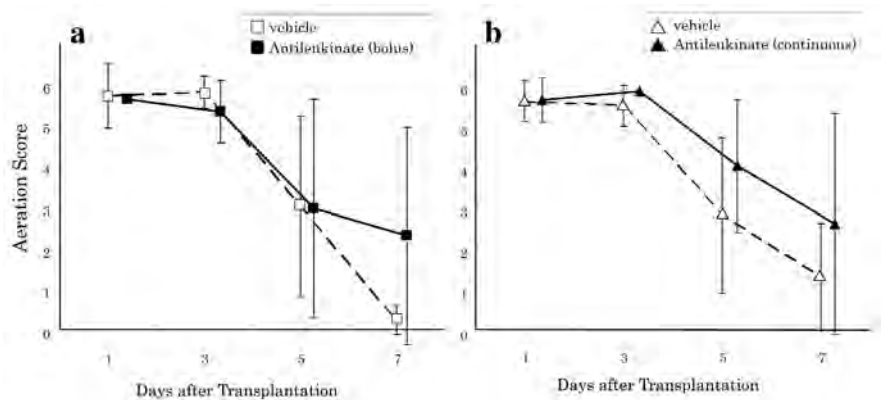 a
vehicle
Antileukinate (bolus)
Aeration Score
6
5
4
3
2
1
0
1 3 5 7
Days after Transplantation
b
vehicle
Antileukinate (continuous)
6
5
4
3
2
1
0
1 3 5 7
Days after Transplantation